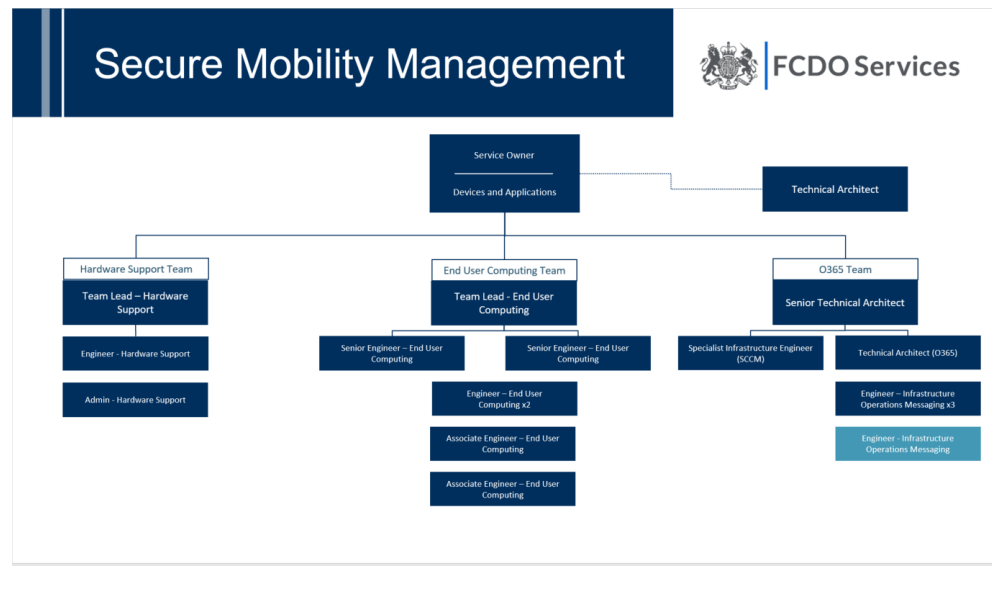 Secure Mobility Management
FCDO Services
Service Owner
Devices and Applications
Technical Architect
Hardware Support Team
Team Lead – Hardware
Support
Engineer - Hardware Support
Admin - Hardware Support
End User Computing Team
Team Lead - End User
Computing
Senior Engineer – End User
Computing
Senior Engineer – End User
Computing
Engineer – End User
Computing x2
Associate Engineer – End User
Computing
Associate Engineer – End User
Computing
O365 Team
Senior Technical Architect
Specialist Infrastructure Engineer
(SCCM)
Technical Architect (O365)
Engineer – Infrastructure
Operations Messaging x3
Engineer - Infrastructure
Operations Messaging